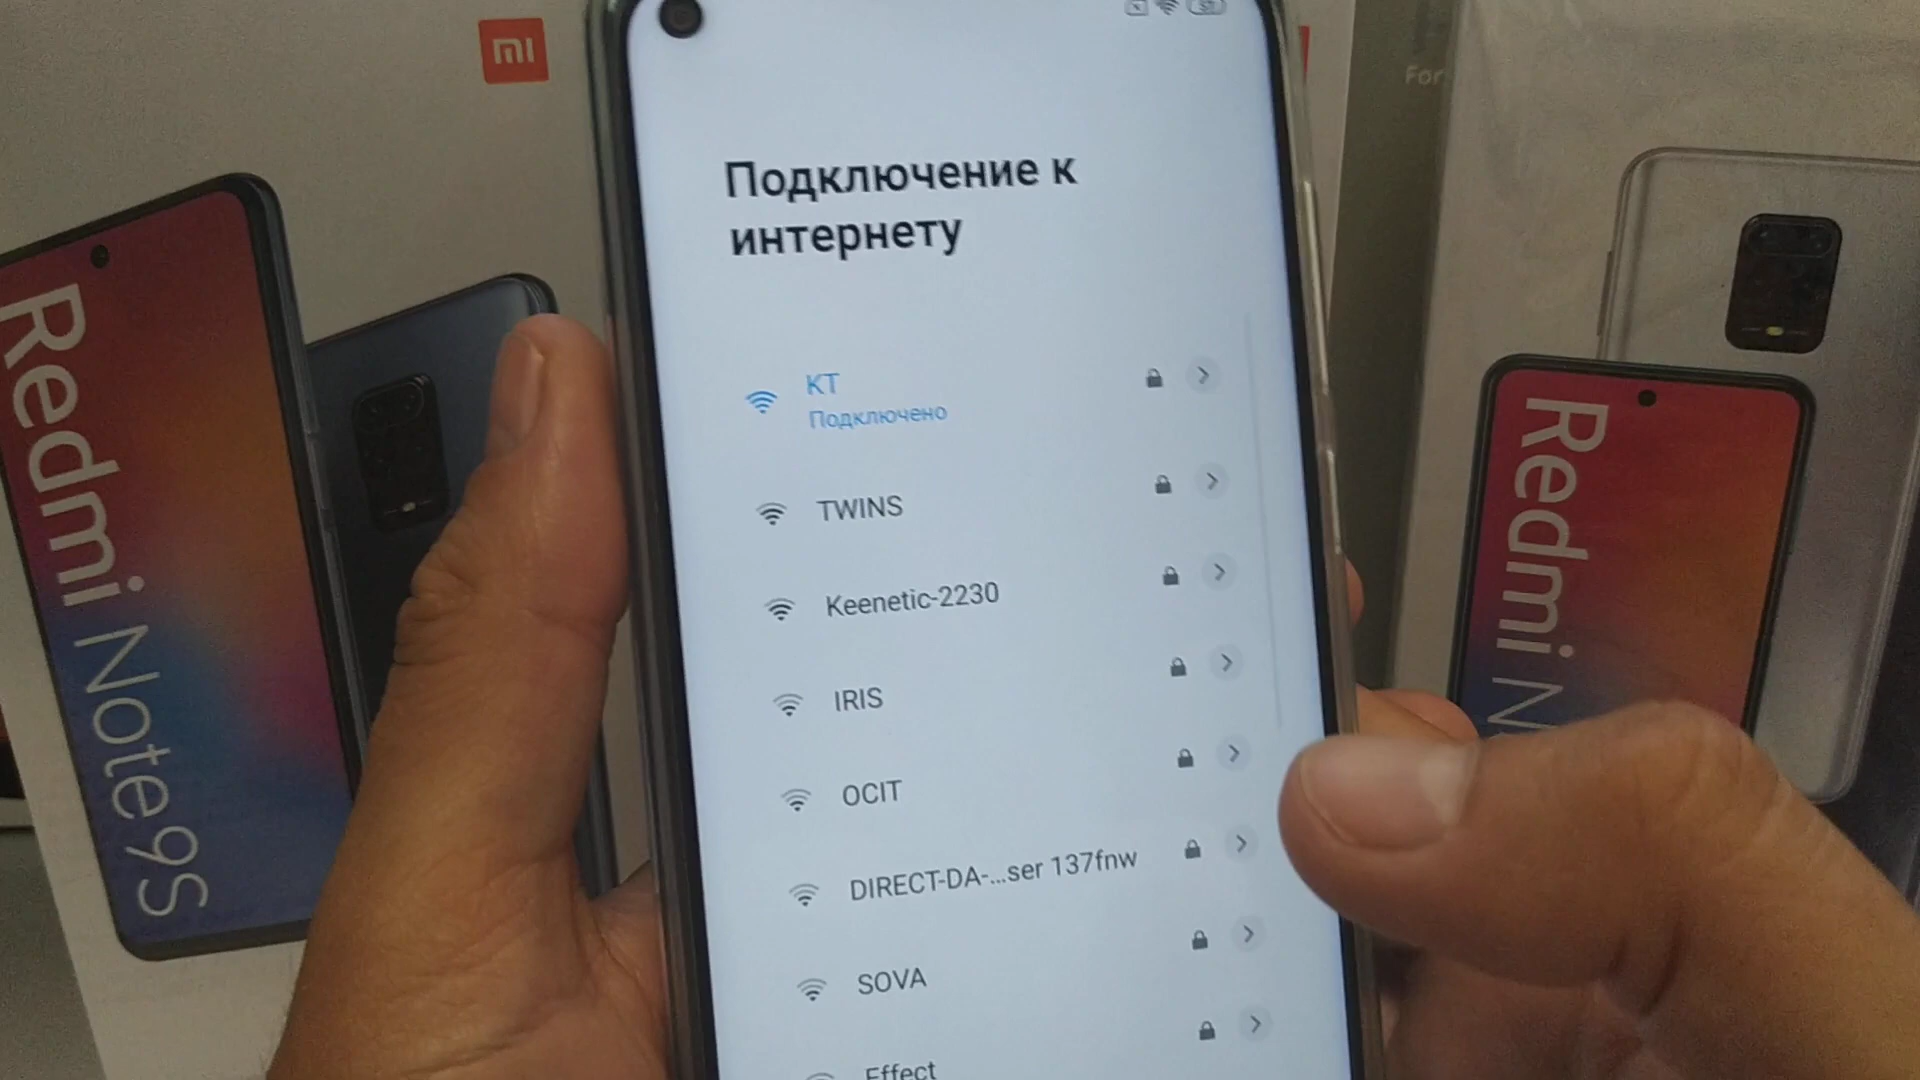 mi
Redmi Note9S
For
Подключение к
интернету
KT
Подключено
TWINS
Keenetic-2230
IRIS
OCIT
DIRECT-DA-...ser 137fnw
SOVA
Effect
Redmi